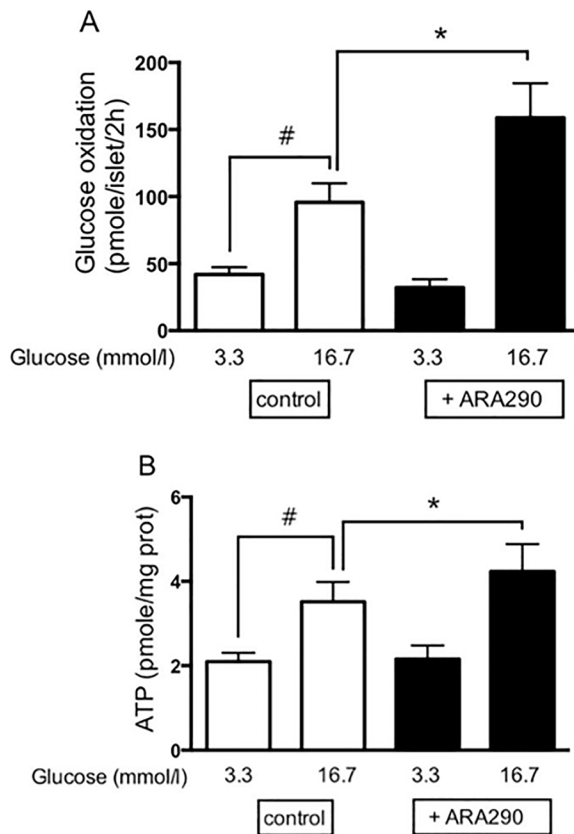 A
Glucose oxidation
(pmole/islet/2h)
200
150
100
50
0
#
*
Glucose (mmol/l) 3.3 16.7 3.3 16.7
control + ARA290
B
ATP (pmole/mg prot)
6
4
2
0
#
*
Glucose (mmol/l) 3.3 16.7 3.3 16.7
control + ARA290